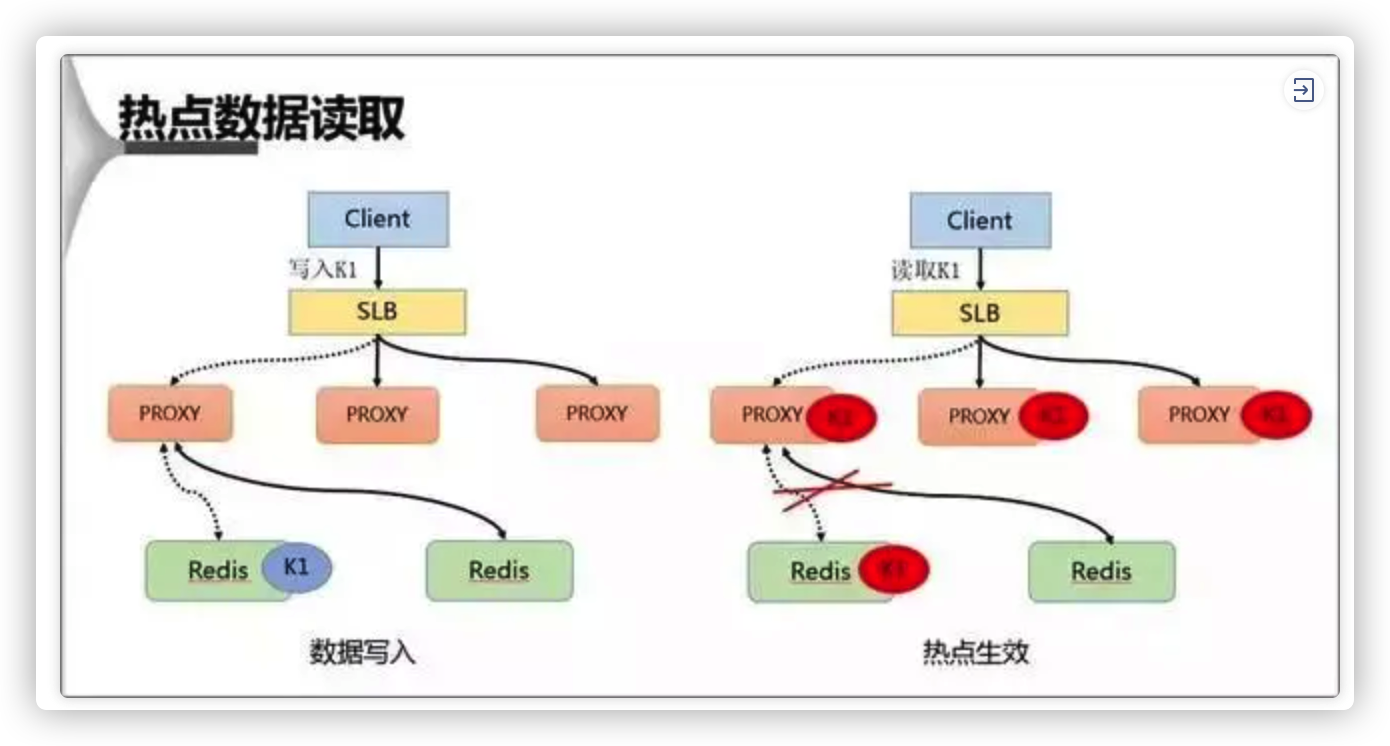 热点数据读取
Client
写入K1
SLB
PROXY
PROXY
PROXY
Redis
K1
Redis
数据写入
Client
读取K1
SLB
PROXY
K1
PROXY
K1
PROXY
K1
Redis
K1
Redis
热点生效